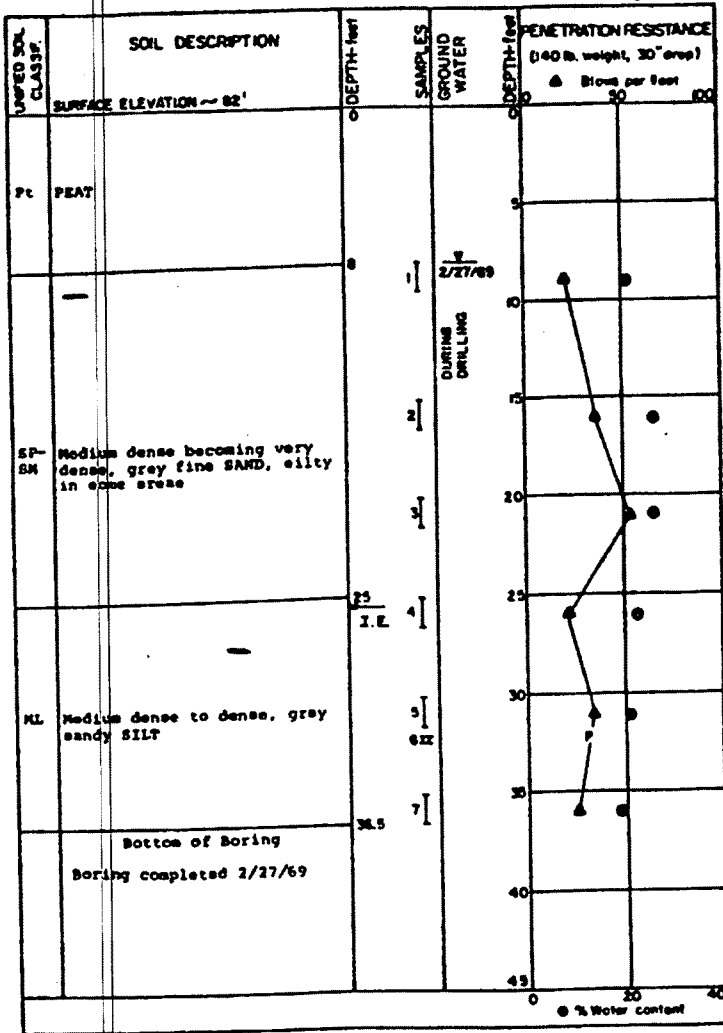 UNIFIED SOIL CLASSIF.
SOIL DESCRIPTION
SURFACE ELEVATION ~ 82'
DEPTH-feet
0
SAMPLES
GROUND WATER
DEPTH-feet
0
PENETRATION RESISTANCE
(140 lb. weight, 30" drop)
▲ Blows per foot
0 50 100
Pt PEAT
5
8
1
2/27/69
10
DURING DRILLING
15
2
SP-SM
Medium dense becoming very
dense, grey fine SAND, silty
in some areas
20
3
25
I.E.
4
25
30
ML
Medium dense to dense, gray
sandy SILT
5
6
P
35
36.5
7
Bottom of Boring
Boring completed 2/27/69
40
45
0 20 40
● % Water content